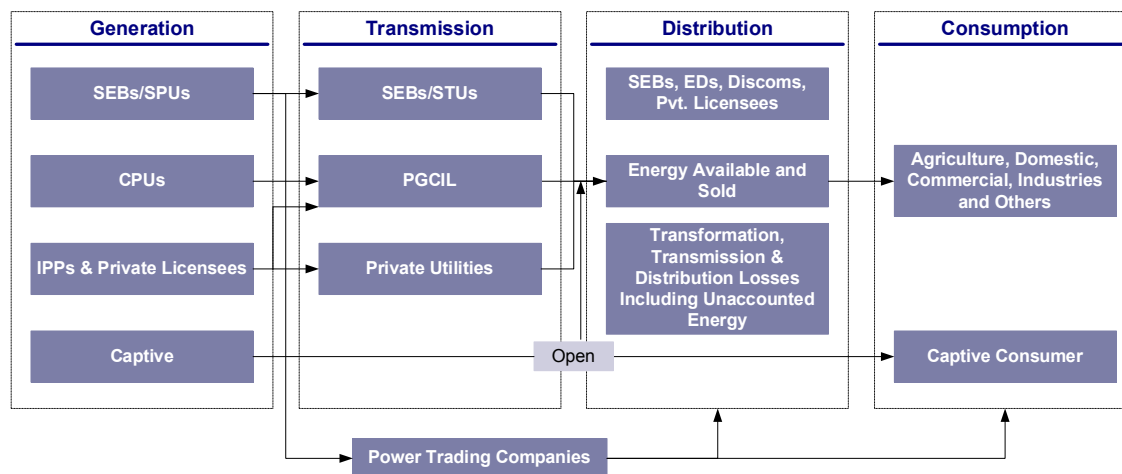 Generation
Transmission
Distribution
Consumption
SEBs/SPUs
SEBs/STUs
SEBs, EDs, Discoms,
Pvt. Licensees
CPUs
PGCIL
Energy Available and
Sold
Agriculture, Domestic,
Commercial, Industries
and Others
IPPs & Private Licensees
Private Utilities
Transformation,
Transmission &
Distribution Losses
Including Unaccounted
Energy
Captive
Open
Captive Consumer
Power Trading Companies